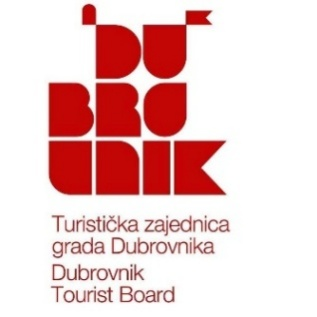 DU
BRO
VNIK
Turistička zajednica
grada Dubrovnika
Dubrovnik
Tourist Board